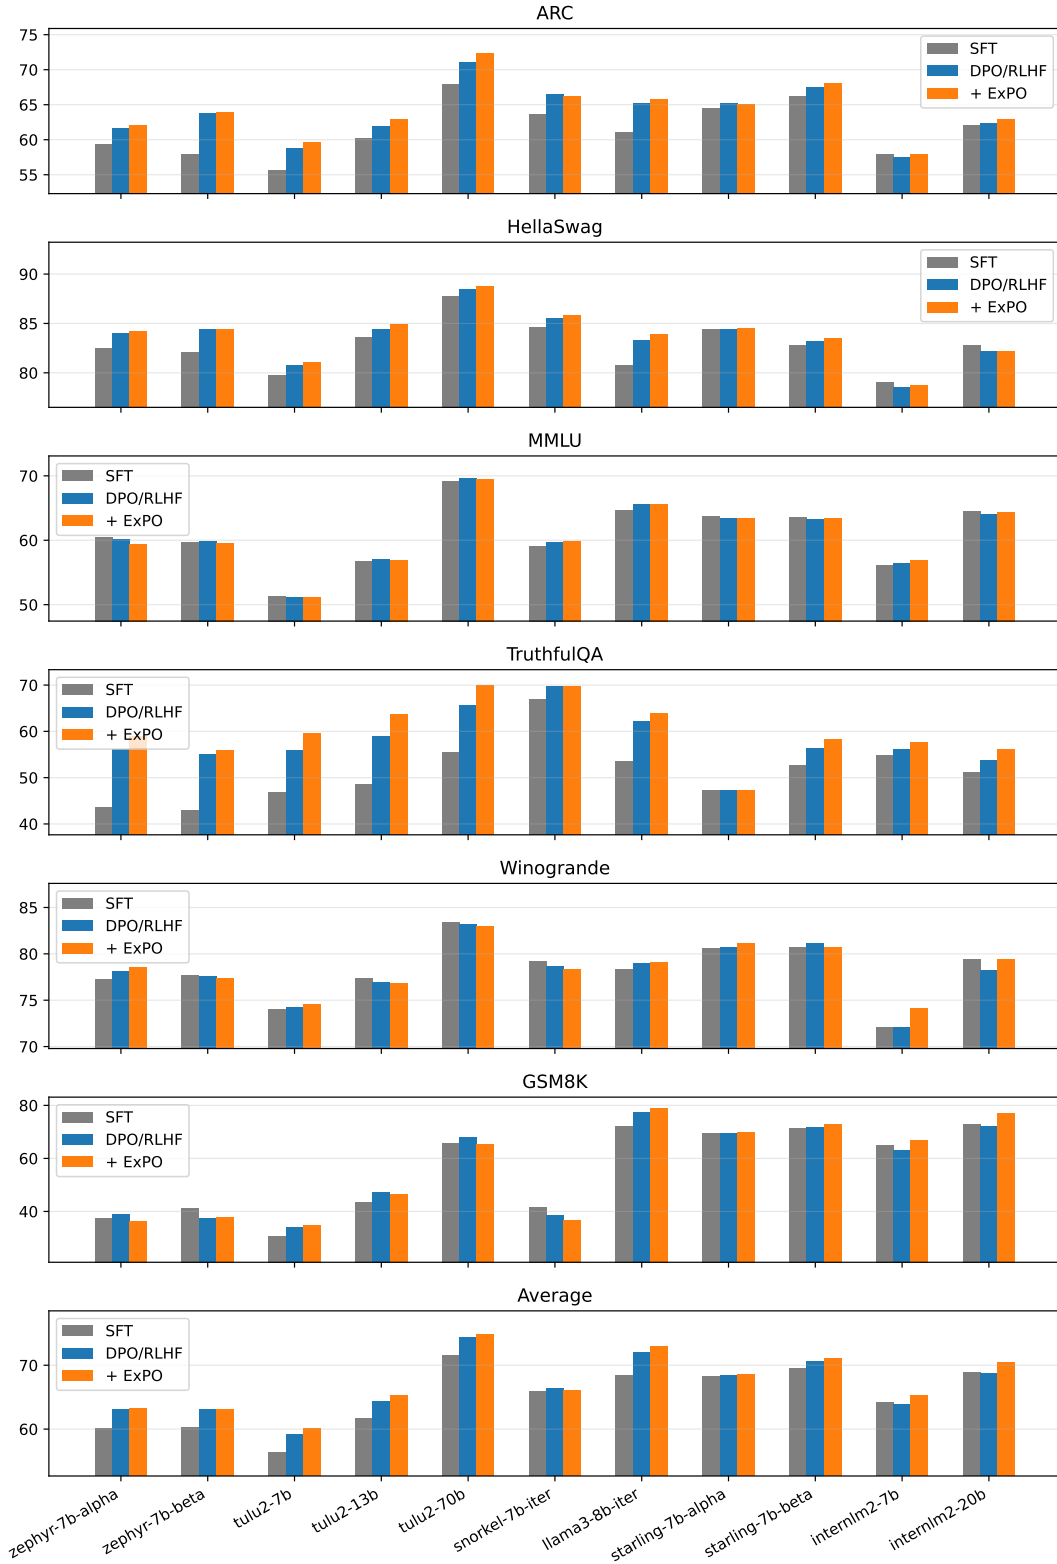 ARC
75
70
65
60
55
SFT
DPO/RLHF
+ ExPO
HellaSwag
90
85
80
SFT
DPO/RLHF
+ ExPO
MMLU
70
60
50
SFT
DPO/RLHF
+ ExPO
TruthfulQA
70
60
50
40
SFT
DPO/RLHF
+ ExPO
Winogrande
85
80
75
70
SFT
DPO/RLHF
+ ExPO
GSM8K
80
60
40
SFT
DPO/RLHF
+ ExPO
Average
70
60
SFT
DPO/RLHF
+ ExPO
zephyr-7b-alpha
zephyr-7b-beta
tulu2-7b
tulu2-13b
tulu2-70b
snorkel-7b-iter
llama3-8b-iter
starling-7b-alpha
starling-7b-beta
internlm2-7b
internlm2-20b